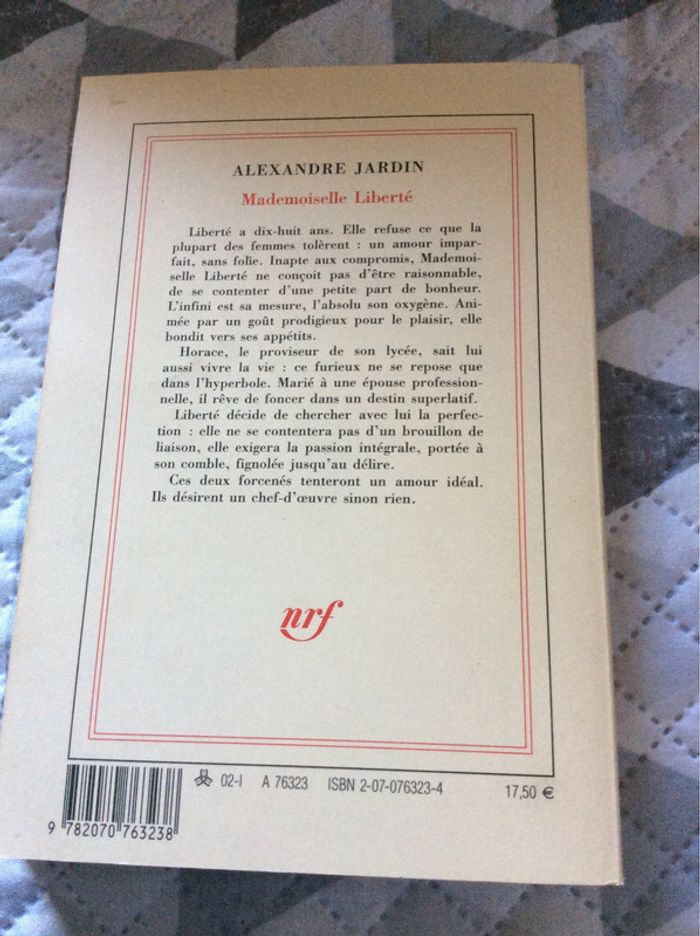 ALEXANDRE JARDIN
Mademoiselle Liberté
Liberté a dix-huit ans. Elle refuse ce que la
plupart des femmes tolèrent : un amour impar-
fait, sans folie. Inapte aux compromis, Mademoi-
selle Liberté ne conçoit pas d'être raisonnable,
de se contenter d'une petite part de bonheur.
L'infini est sa mesure, l'absolu son oxygène. Ani-
mée par un goût prodigieux pour le plaisir, elle
bondit vers ses appétits.
Horace, le proviseur de son lycée, sait lui
aussi vivre la vie : ce furieux ne se repose que
dans l'hyperbole. Marié à une épouse profession-
nelle, il rêve de foncer dans un destin superlatif.
Liberté décide de chercher avec lui la perfec-
tion : elle ne se contentera pas d'un brouillon de
liaison, elle exigera la passion intégrale, portée à
son comble, fignolée jusqu'au délire.
Ces deux forcenés tenteront un amour idéal.
Ils désirent un chef-d'œuvre sinon rien.
nrf
02-I A 76323 ISBN 2-07-076323-4 17,50 €
9 782070 763238